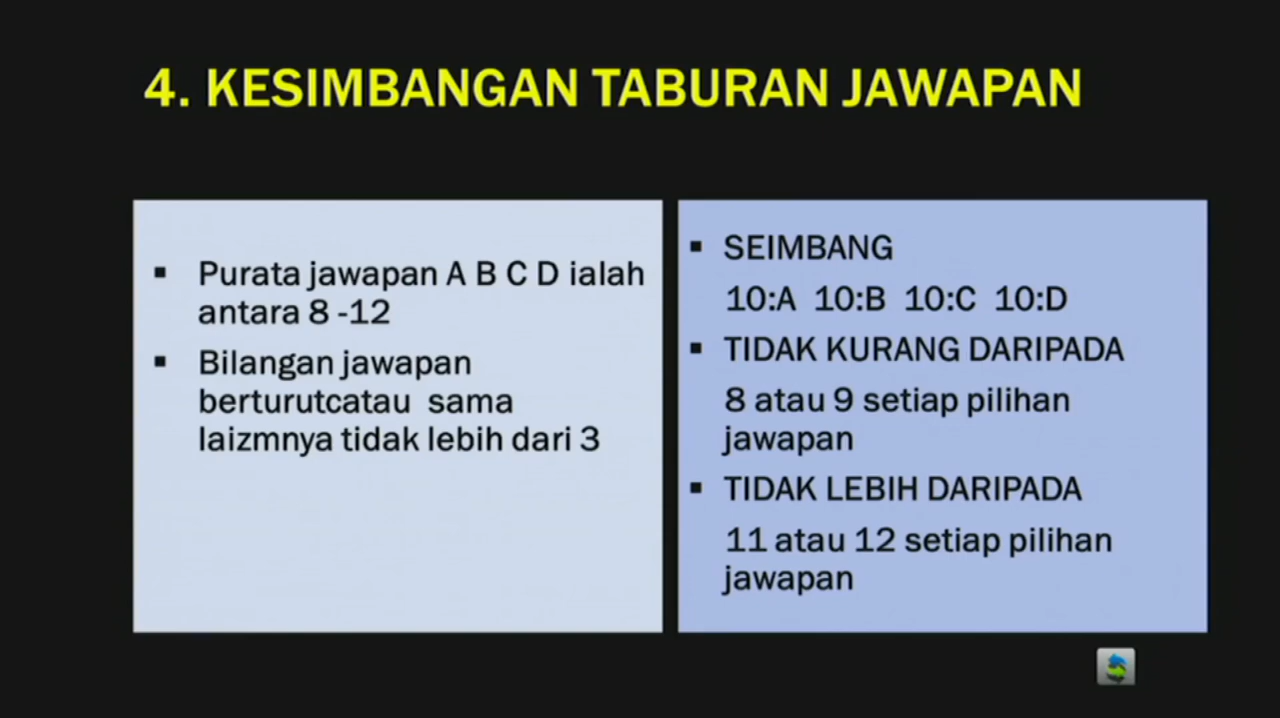 4. KESIMBANGAN TABURAN JAWAPAN
Purata jawapan A B C D ialah
antara 8 -12
Bilangan jawapan
berturutcatau sama
laizmnya tidak lebih dari 3
SEIMBANG
10:A 10:B 10:C 10:D
TIDAK KURANG DARIPADA
8 atau 9 setiap pilihan
jawapan
TIDAK LEBIH DARIPADA
11 atau 12 setiap pilihan
jawapan